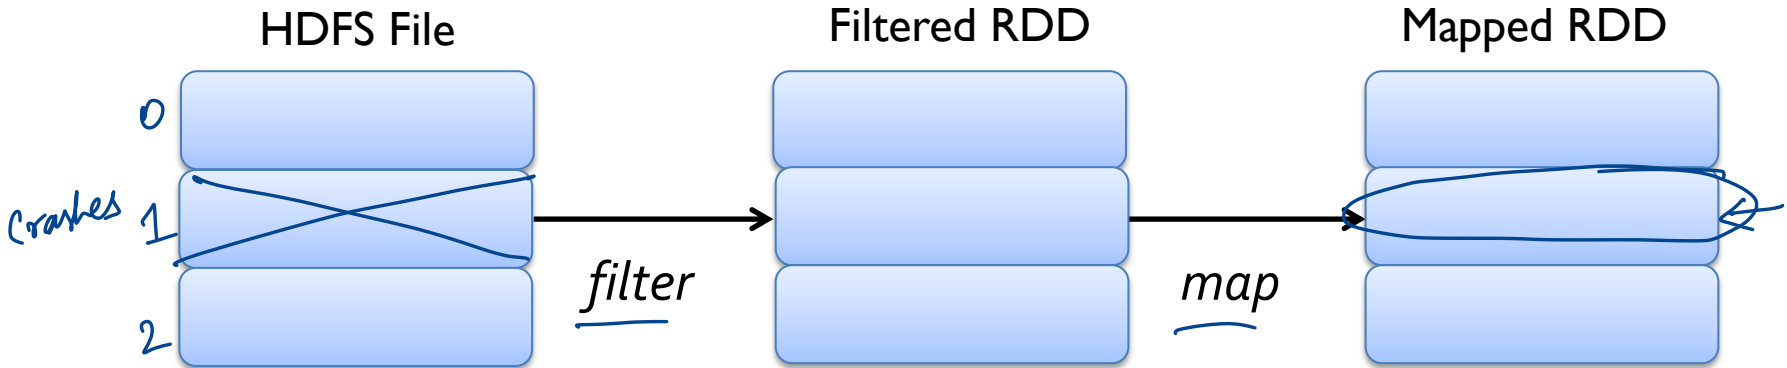 HDFS File
Filtered RDD
Mapped RDD
0
crashes 1
filter
map
2